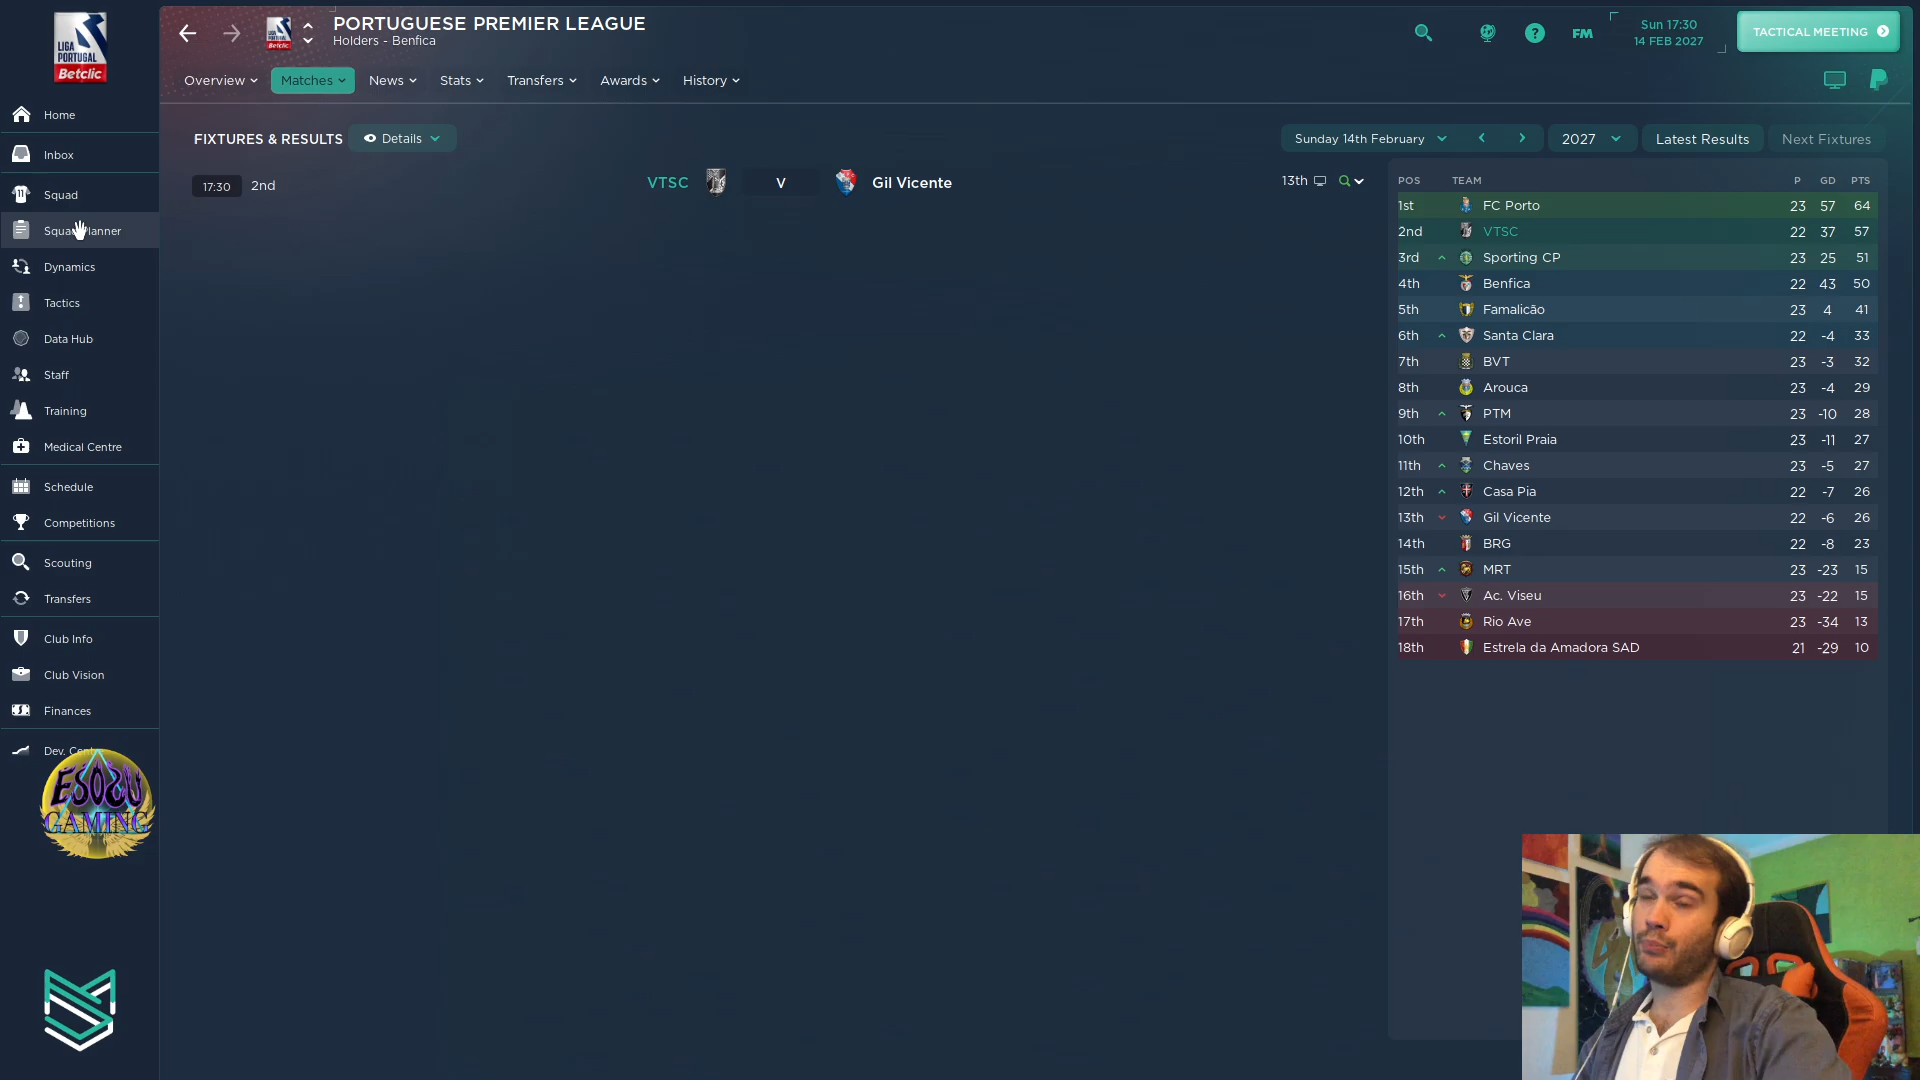 LIGA
PORTUGAL
Betclic
PORTUGUESE PREMIER LEAGUE
Holders - Benfica
Sun 17:30
14 FEB 2027
TACTICAL MEETING
FM
?
Overview
Matches
News
Stats
Transfers
Awards
History
Home
Inbox
Squad
Squad Planner
Dynamics
Tactics
Data Hub
Staff
Training
Medical Centre
Schedule
Competitions
Scouting
Transfers
Club Info
Club Vision
Finances
Dev. Cent
ESOZU
GAMING
FIXTURES & RESULTS
Details
Sunday 14th February
2027
Latest Results
Next Fixtures
17:30 2nd VTSC V Gil Vicente 13th
POS TEAM P GD PTS
1st FC Porto 23 57 64
2nd VTSC 22 37 57
3rd Sporting CP 23 25 51
4th Benfica 22 43 50
5th Famalicão 23 4 41
6th Santa Clara 22 -4 33
7th BVT 23 -3 32
8th Arouca 23 -4 29
9th PTM 23 -10 28
10th Estoril Praia 23 -11 27
11th Chaves 23 -5 27
12th Casa Pia 22 -7 26
13th Gil Vicente 22 -6 26
14th BRG 22 -8 23
15th MRT 23 -23 15
16th Ac. Viseu 23 -22 15
17th Rio Ave 23 -34 13
18th Estrela da Amadora SAD 21 -29 10